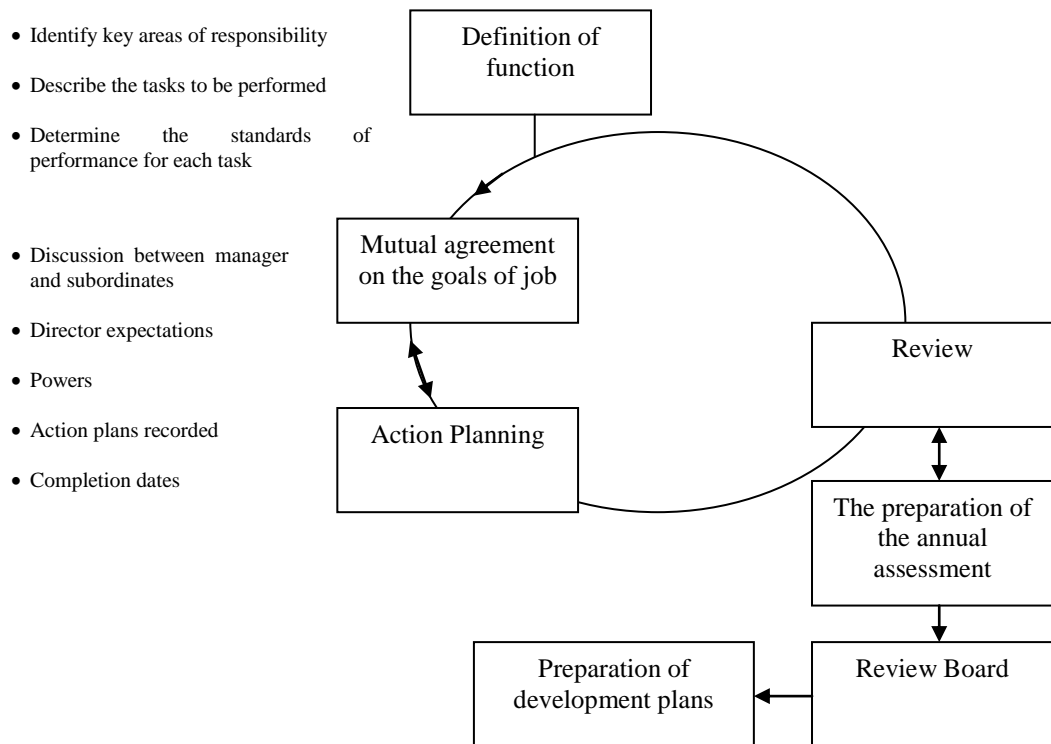 • Identify key areas of responsibility
• Describe the tasks to be performed
• Determine the standards of
performance for each task
Definition of
function
• Discussion between manager
and subordinates
• Director expectations
• Powers
• Action plans recorded
• Completion dates
Mutual agreement
on the goals of job
Action Planning
Review
The preparation of
the annual
assessment
Review Board
Preparation of
development plans